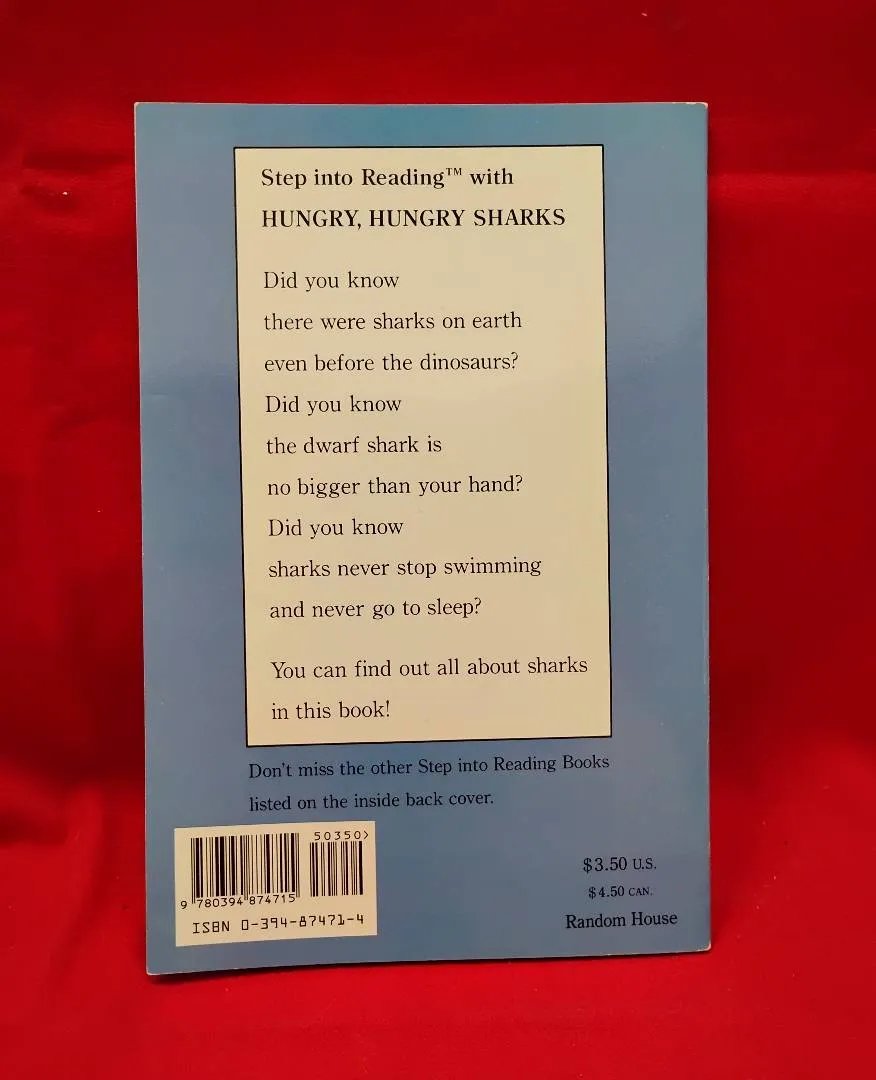 Step into Reading™ with
HUNGRY, HUNGRY SHARKS
Did you know
there were sharks on earth
even before the dinosaurs?
Did you know
the dwarf shark is
no bigger than your hand?
Did you know
sharks never stop swimming
and never go to sleep?
You can find out all about sharks
in this book!
Don't miss the other Step into Reading Books
listed on the inside back cover.
50350>
9 780394 874715
ISBN 0-394-87471-4
$3.50 U.S.
$4.50 CAN.
Random House